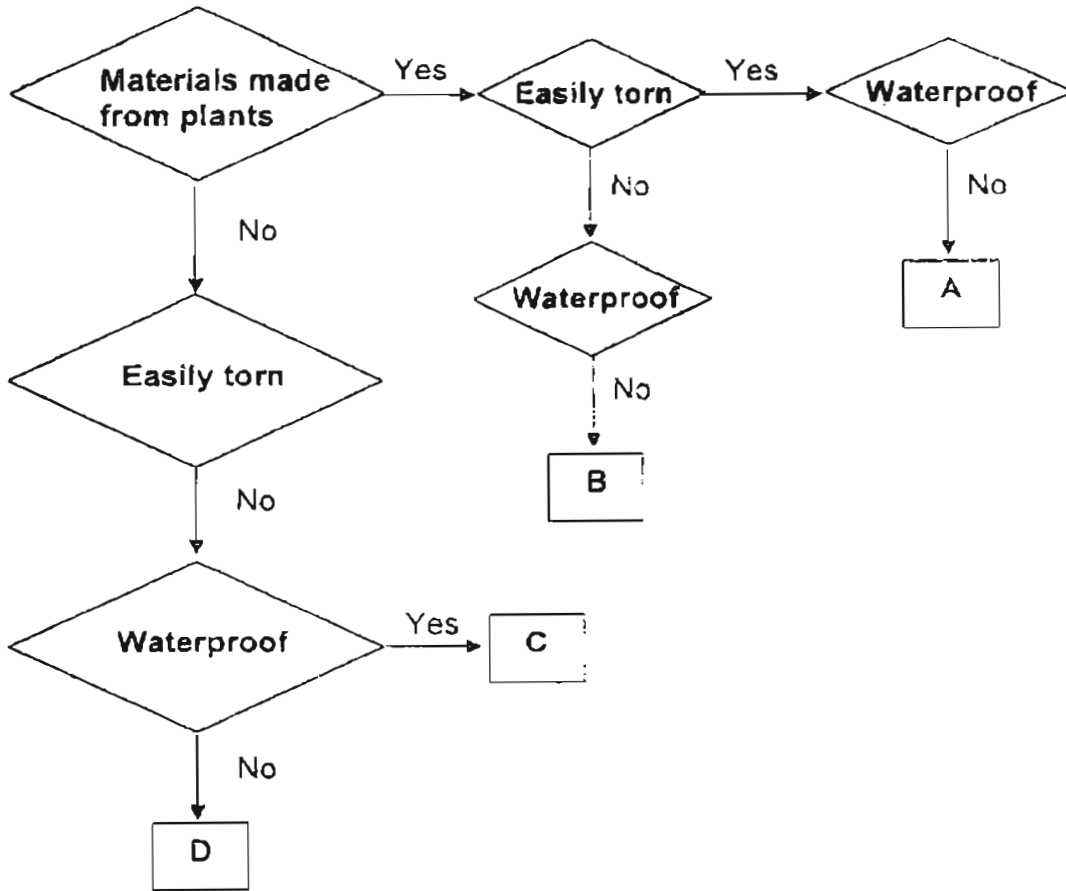 Materials made
from plants
Yes
Easily torn
Yes
Waterproof
No
No
No
A
Waterproof
Easily torn
No
B
No
Waterproof
Yes
C
No
D